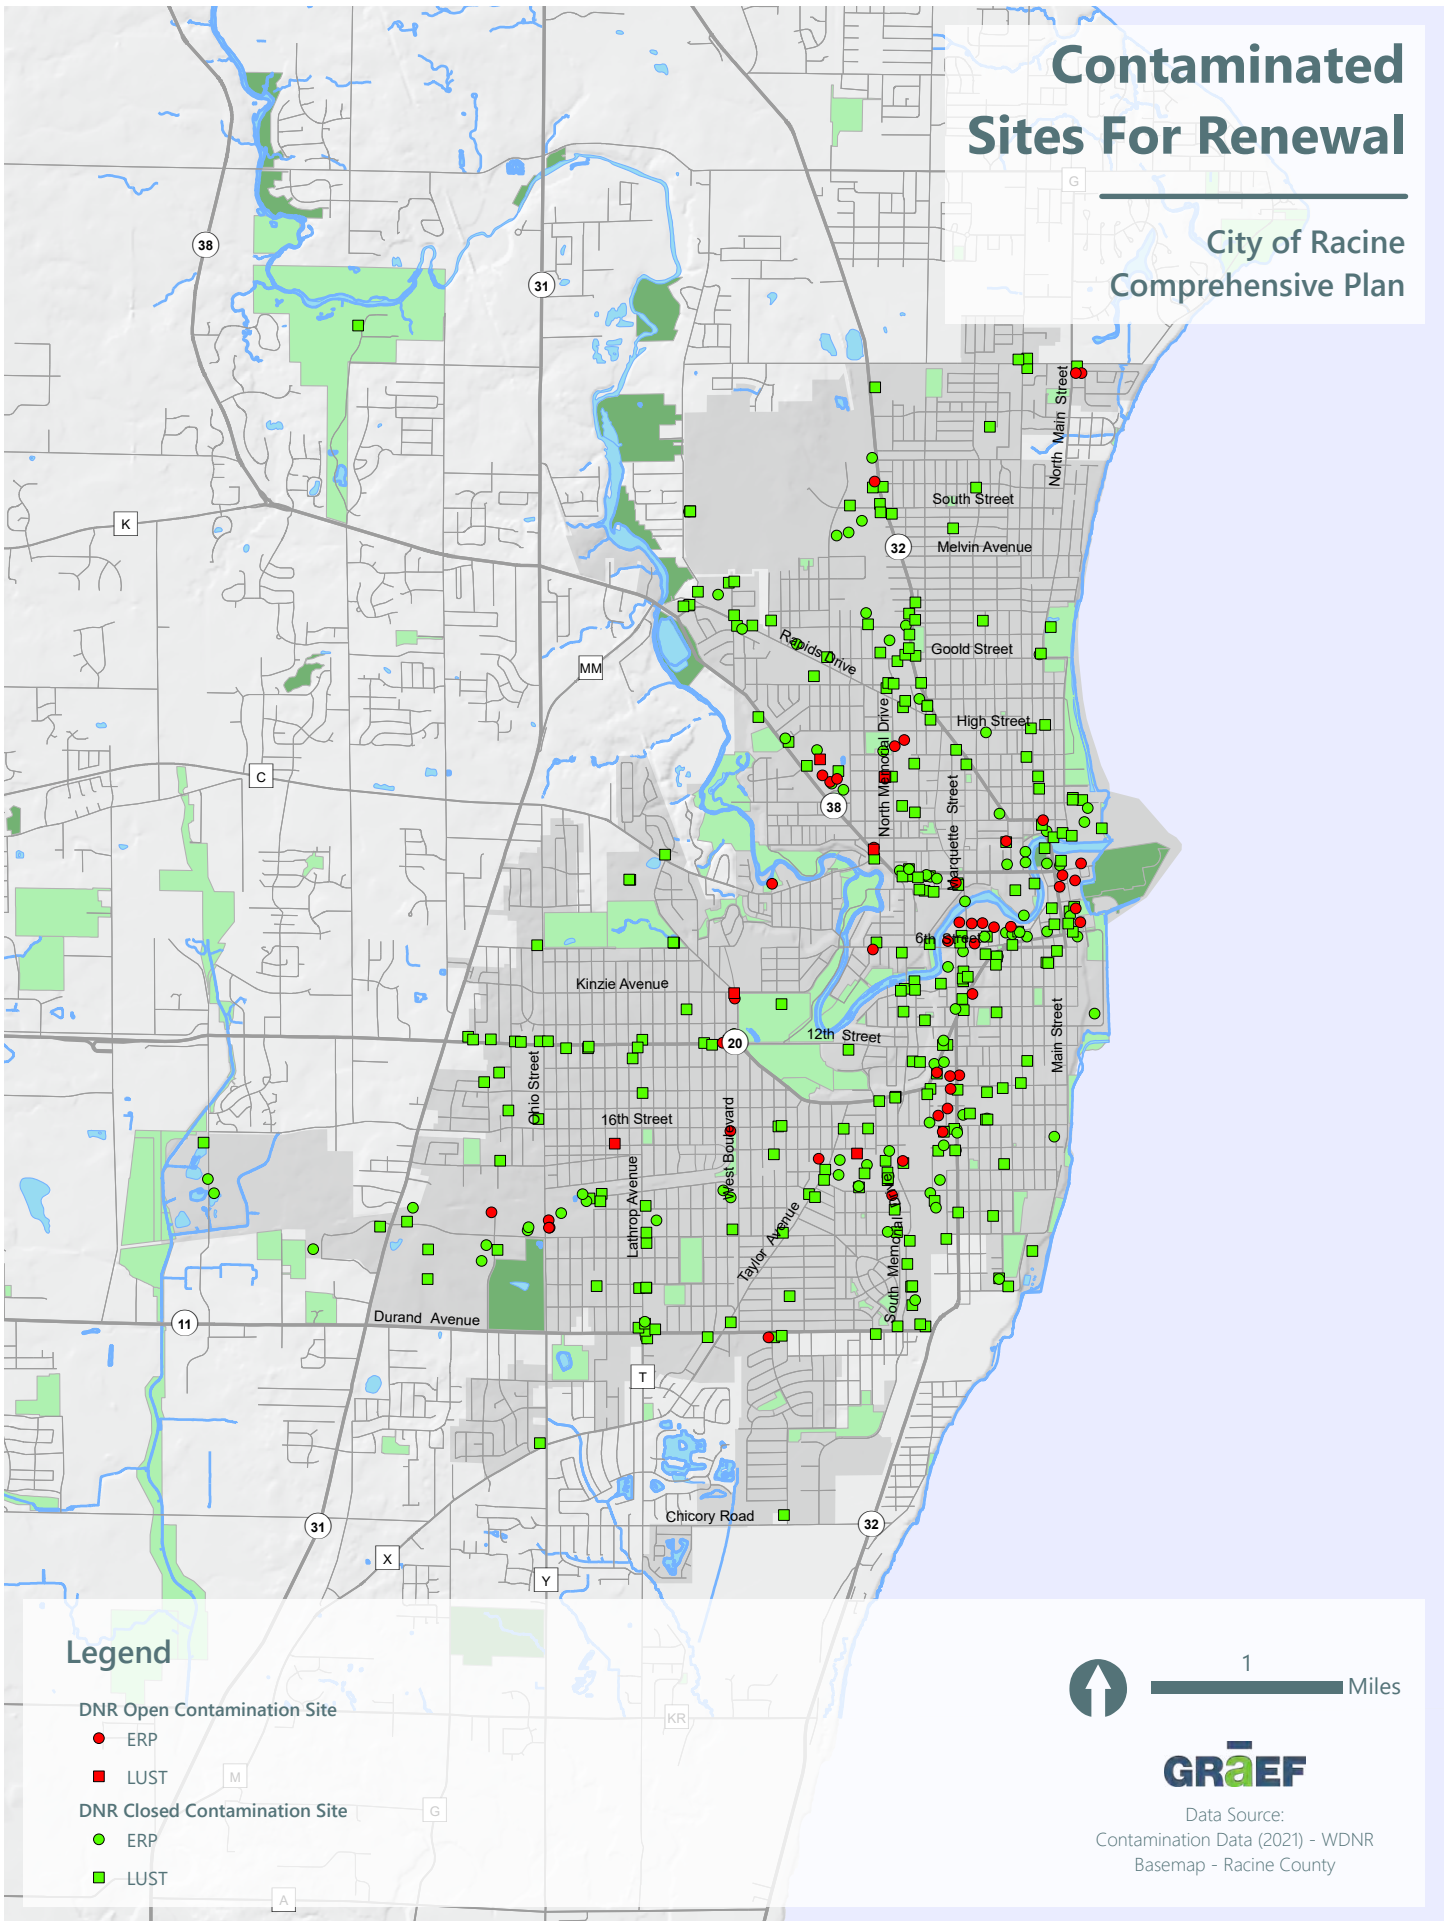 Contaminated
Sites For Renewal
City of Racine
Comprehensive Plan
G
38
31
North Main Street
K
South Street
32
Melvin Avenue
MM
Rapids Drive
Goold Street
North Memorial Drive
High Street
C
38
Marquette Street
6th Street
Kinzie Avenue
20
12th Street
Main Street
Ohio Street
16th Street
West Boulevard
Lathrop Avenue
Taylor Avenue
South Memorial Drive
11
Durand Avenue
T
Chicory Road
31
32
X
Y
KR
M
G
A
Legend
DNR Open Contamination Site
ERP
LUST
DNR Closed Contamination Site
ERP
LUST
1
Miles
GRAEF
Data Source:
Contamination Data (2021) - WDNR
Basemap - Racine County